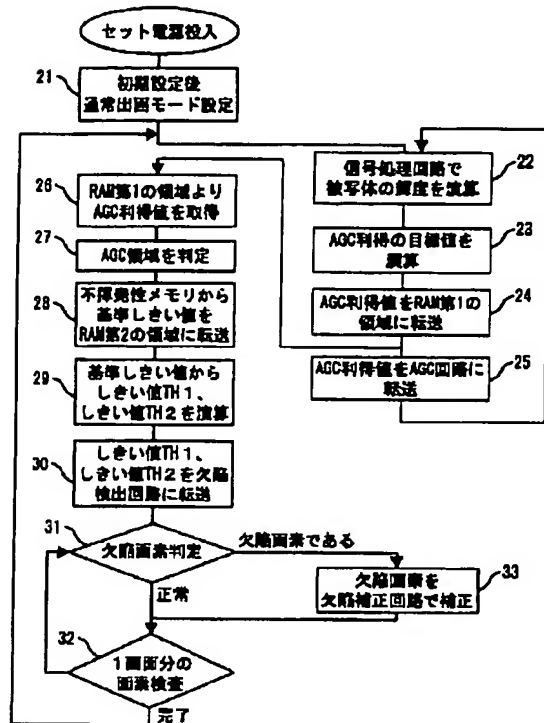 セット電源投入
21
初期設定後
通常出画モード設定
26
RAM第1の領域より
AGC利得値を取得
27
AGC領域を判定
28
不揮発性メモリから
基準しきい値を
RAM第2の領域に転送
29
基準しきい値から
しきい値TH1、
しきい値TH2を演算
30
しきい値TH1、
しきい値TH2を欠陥
検出回路に転送
31
欠陥画素判定
欠陥画素である
正常
32
1画面分の
画素検査
完了
信号処理回路で
被写体の輝度を演算
22
AGC利得の目標値を
演算
23
AGC利得値をRAM第1の
領域に転送
24
AGC利得値をAGC回路に
転送
25
欠陥画素を
欠陥補正回路で補正
33